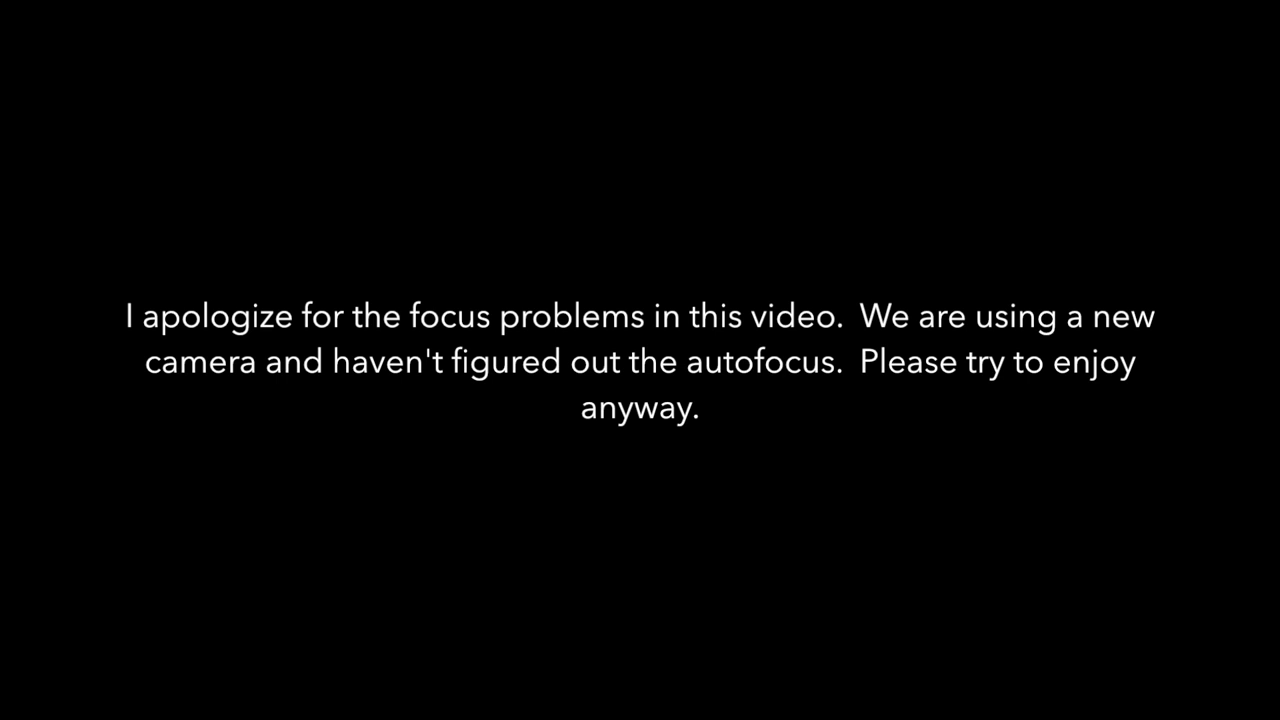 I apologize for the focus problems in this video.  We are using a new
camera and haven't figured out the autofocus.  Please try to enjoy
anyway.